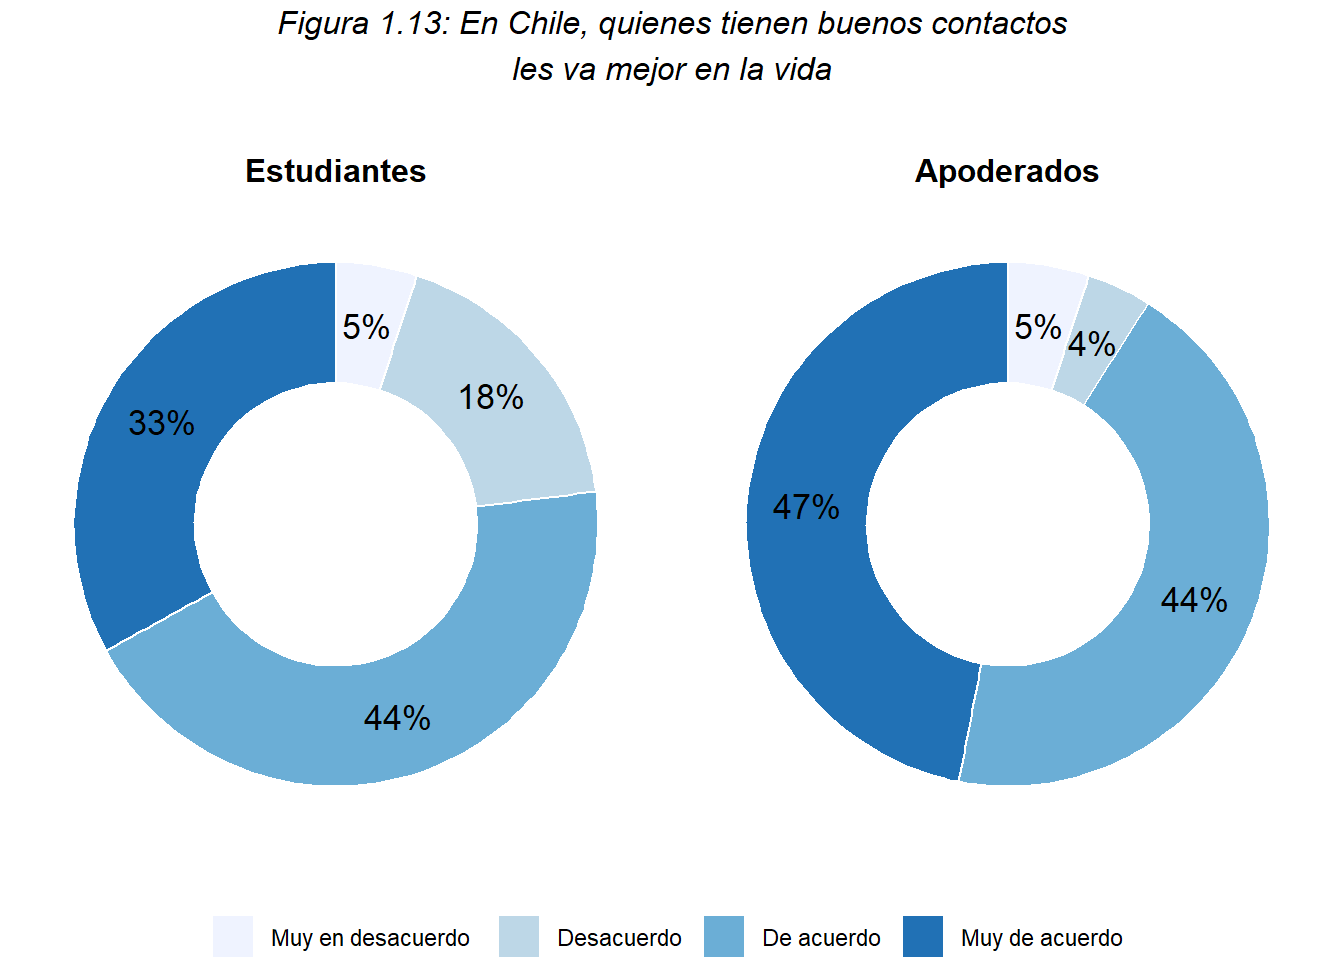 Figura 1.13: En Chile, quienes tienen buenos contactos
les va mejor en la vida
Estudiantes
5%
18%
33%
44%
Apoderados
5%
4%
47%
44%
Muy en desacuerdo
Desacuerdo
De acuerdo
Muy de acuerdo